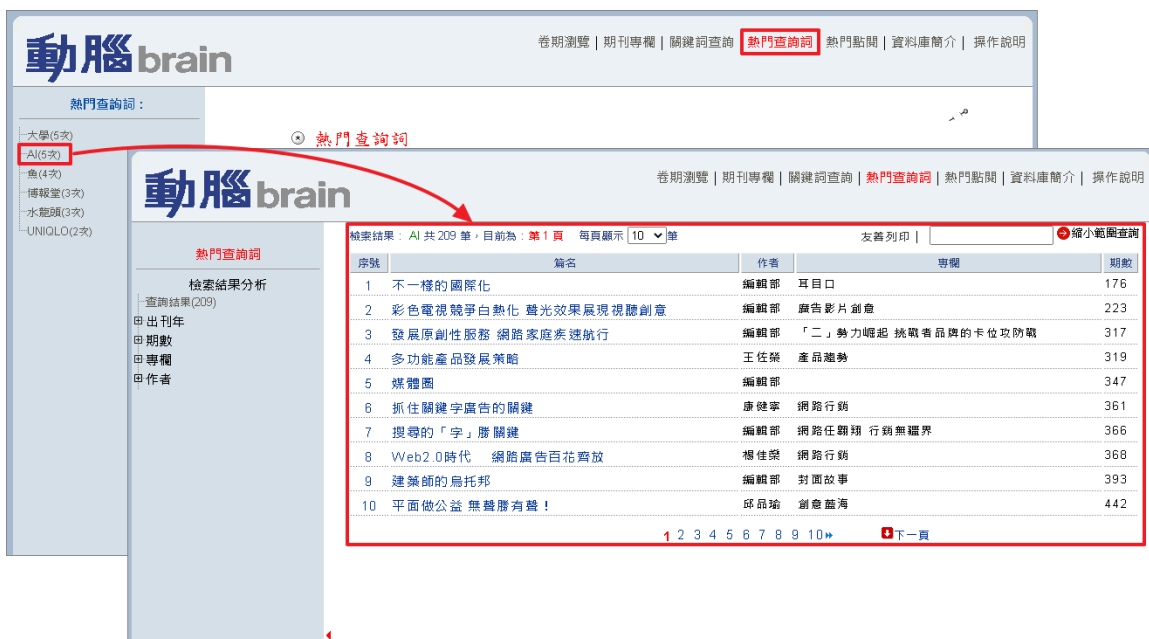 動腦brain
卷期瀏覽 | 期刊專欄 | 關鍵詞查詢 | 熱門查詢詞 | 熱門點閱 | 資料庫簡介 | 操作說明
熱門查詢詞：
大學(5次)
AI(5次)
魚(4次)
博報堂(3次)
水龍頭(3次)
UNIQLO(2次)
熱門查詢詞
動腦brain
卷期瀏覽 | 期刊專欄 | 關鍵詞查詢 | 熱門查詢詞 | 熱門點閱 | 資料庫簡介 | 操作說明
熱門查詢詞
檢索結果分析
查詢結果(209)
出刊年
期數
專欄
作者
檢索結果： AI 共 209 筆，目前為：第 1 頁 每頁顯示 10 筆 友善列印 | 縮小範圍查詢
序號 篇名 作者 專欄 期數
1 不一樣的國際化 編輯部 耳目口 176
2 彩色電視競爭白熱化 聲光效果展現視聽創意 編輯部 廣告影片創意 223
3 發展原創性服務 網路家庭疾速航行 編輯部 「二」勢力崛起 挑戰者品牌的卡位攻防戰 317
4 多功能產品發展策略 王佐榮 產品趨勢 319
5 媒體圈 編輯部 347
6 抓住關鍵字廣告的關鍵 康健寧 網路行銷 361
7 搜尋的「字」勝關鍵 編輯部 網路任翱翔 行銷無疆界 366
8 Web2.0時代 網路廣告百花齊放 楊佳榮 網路行銷 368
9 建築師的烏托邦 編輯部 封面故事 393
10 平面做公益 無聲勝有聲！ 邱品瑜 創意藍海 442
1 2 3 4 5 6 7 8 9 10 下一頁